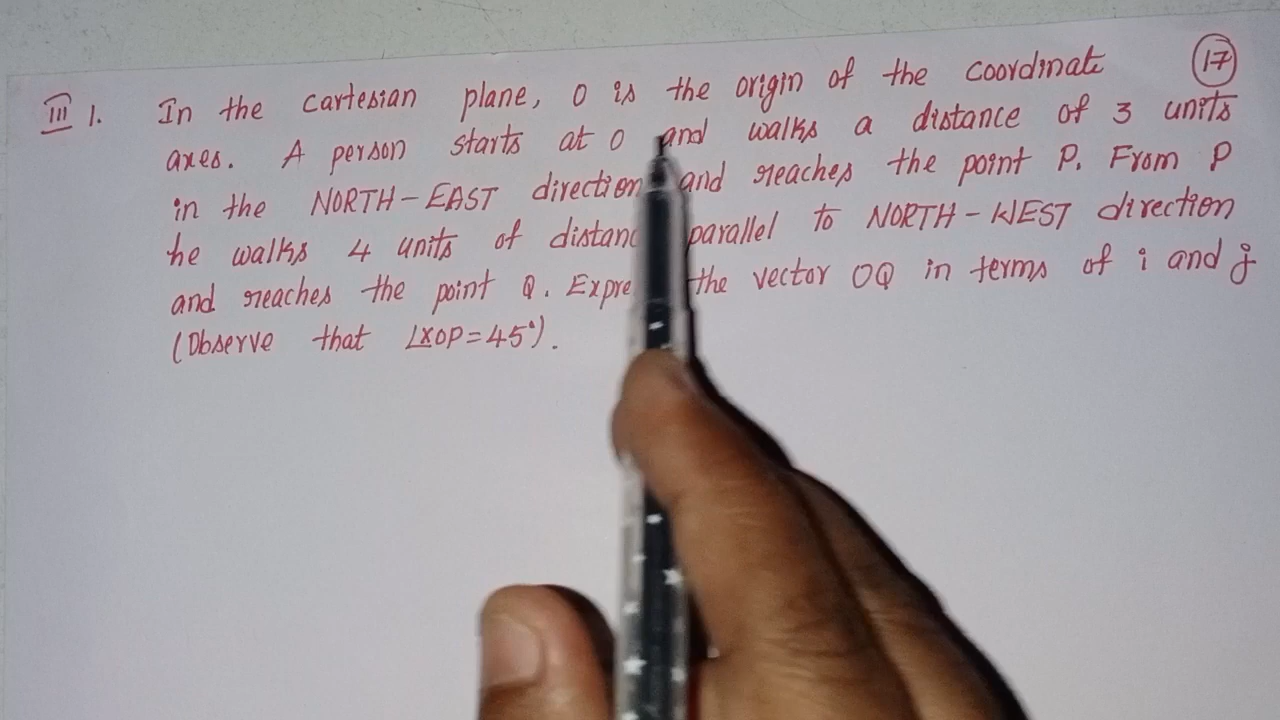 17
III 1. In the cartesian plane, O is the origin of the coordinate
axes. A person starts at O and walks a distance of 3 units
in the NORTH-EAST direction and reaches the point P. From P
he walks 4 units of distanc parallel to NORTH-WEST direction
and reaches the point Q. Expre the vector OQ in terms of i and j
(Observe that ∠XOP=45°).